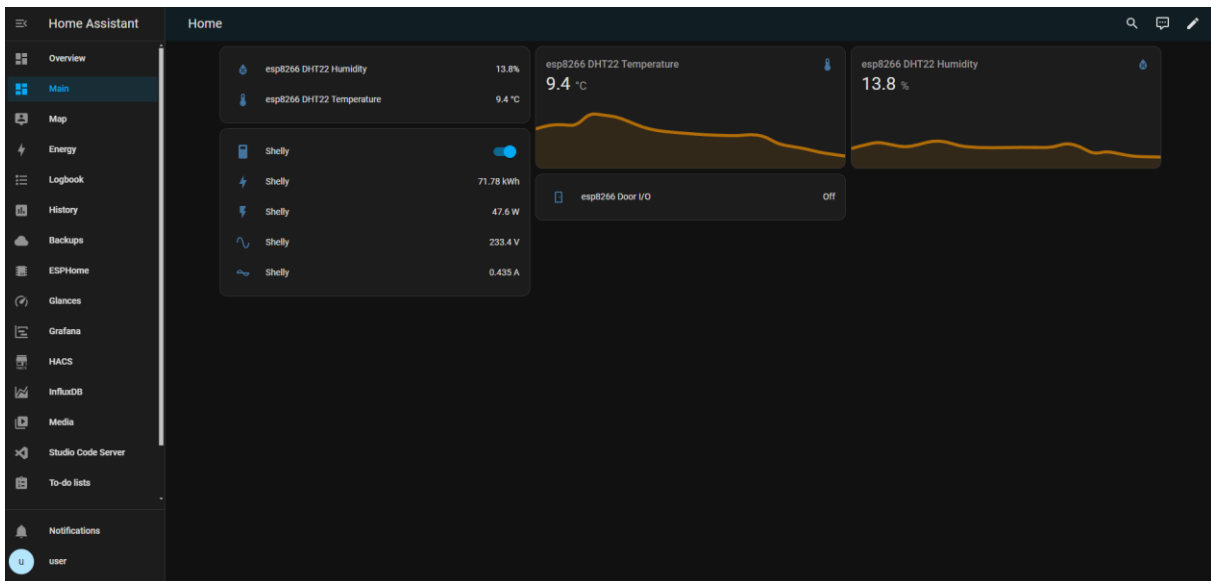 Home Assistant
Home
Overview
Main
Map
Energy
Logbook
History
Backups
ESPHome
Glances
Grafana
HACS
InfluxDB
Media
Studio Code Server
To-do lists
Notifications
u
user
esp8266 DHT22 Humidity 13.8%
esp8266 DHT22 Temperature 9.4 °C
Shelly
Shelly 71.78 kWh
Shelly 47.6 W
Shelly 233.4 V
Shelly 0.435 A
esp8266 DHT22 Temperature
9.4 °C
esp8266 Door I/O Off
esp8266 DHT22 Humidity
13.8 %